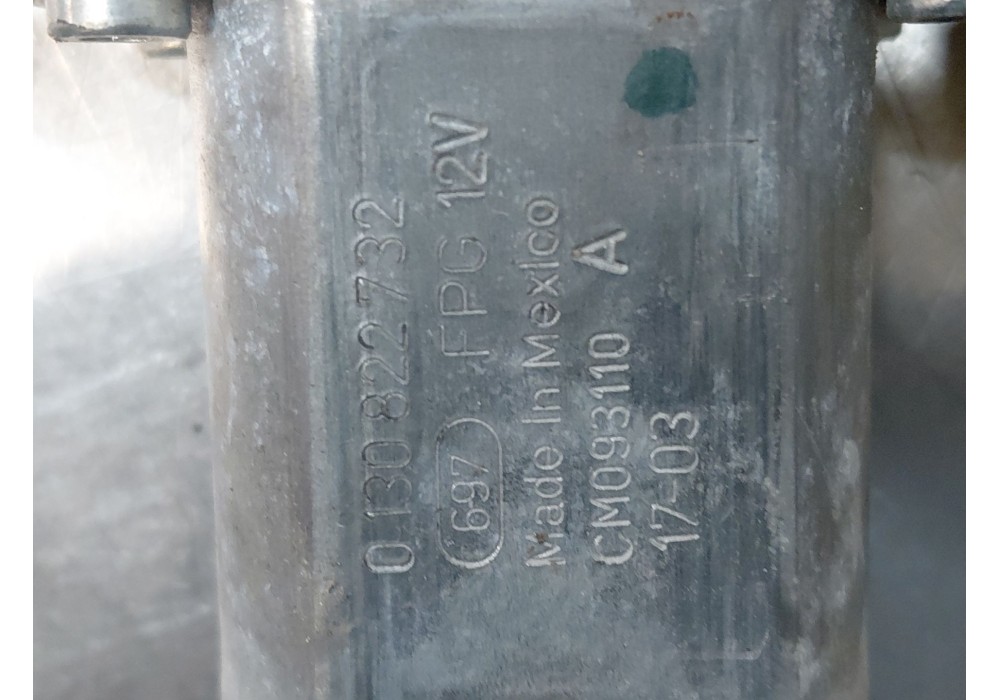 0 130 822 732
697 FPG 12V
Made In Mexico
CM093110 A
17-03